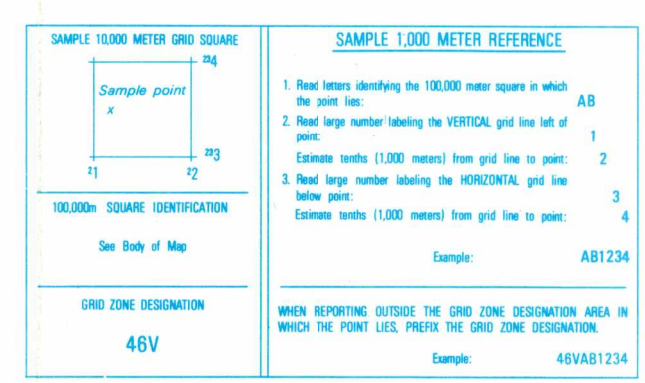 SAMPLE 10,000 METER GRID SQUARE
²³4
Sample point
x
²³3
²1
²2
100,000m SQUARE IDENTIFICATION
See Body of Map
GRID ZONE DESIGNATION
46V
SAMPLE 1,000 METER REFERENCE
1. Read letters identifying the 100,000 meter square in which
the point lies: AB
2. Read large number labeling the VERTICAL grid line left of
point: 1
Estimate tenths (1,000 meters) from grid line to point: 2
3. Read large number labeling the HORIZONTAL grid line
below point: 3
Estimate tenths (1,000 meters) from grid line to point: 4
Example: AB1234
WHEN REPORTING OUTSIDE THE GRID ZONE DESIGNATION AREA IN
WHICH THE POINT LIES, PREFIX THE GRID ZONE DESIGNATION.
Example: 46VAB1234